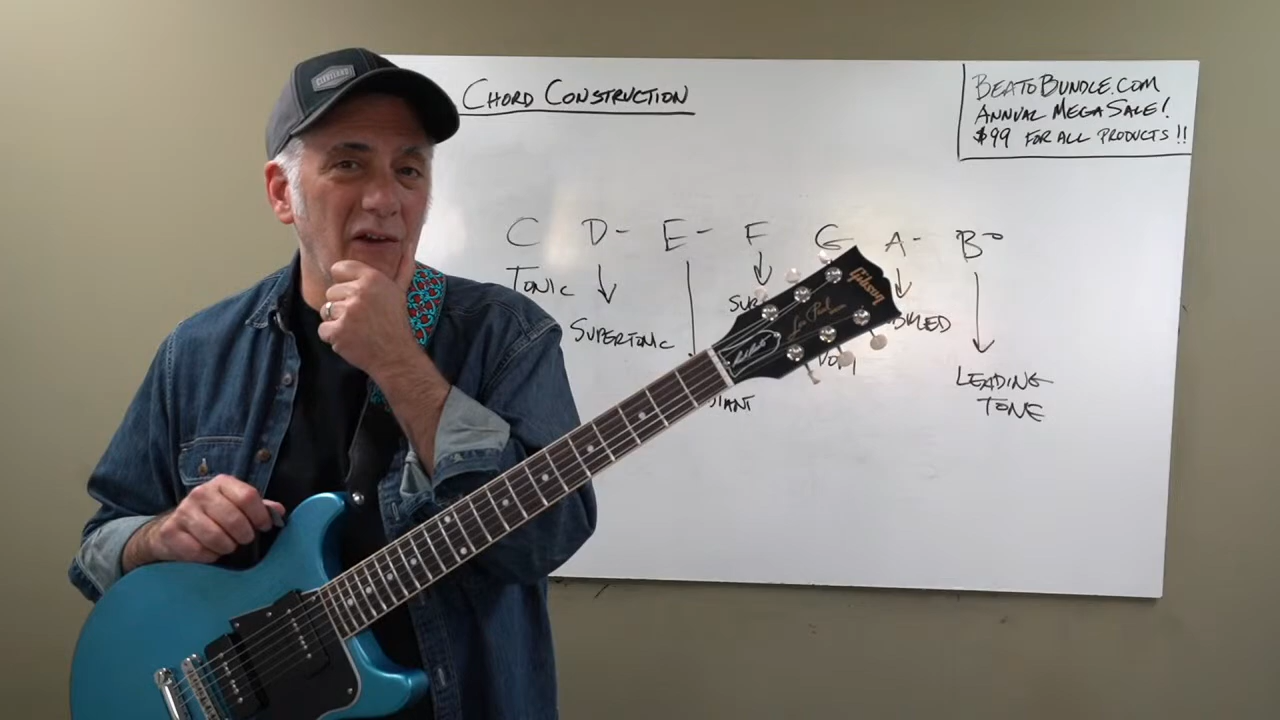 CLEVELAND
CHORD CONSTRUCTION
BEATOBUNDLE.COM
ANNUAL MEGA SALE!
$99 FOR ALL PRODUCTS!!
C D- E- F G A- B°
TONIC
SUPERTONIC
LEADING
TONE
Gibson
Les Paul